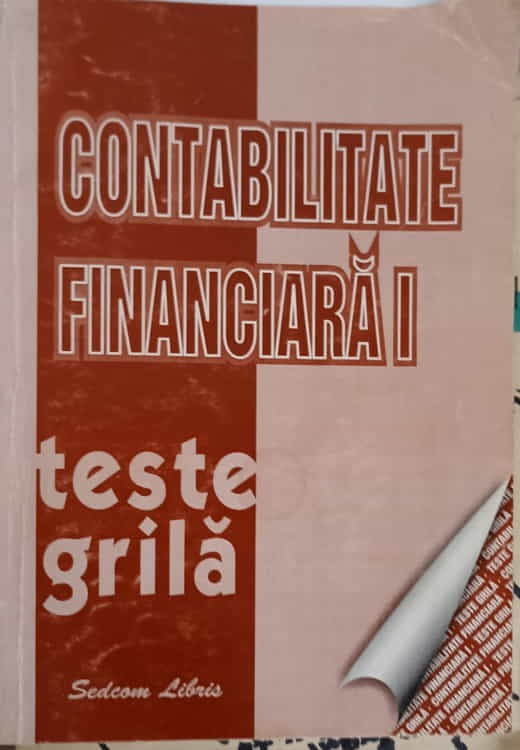 CONTABILITATE
FINANCIARĂ I
teste
grilă
Sedcom Libris